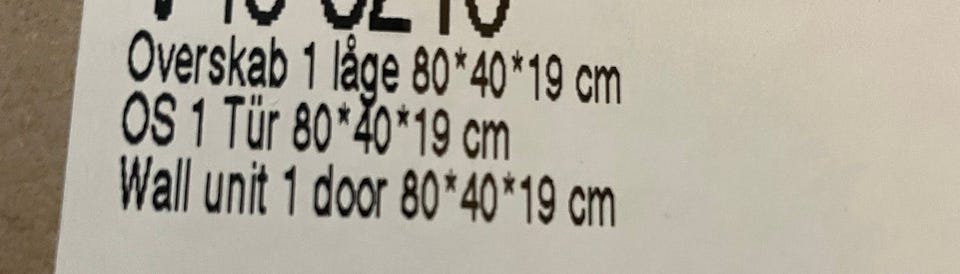 Overskab 1 låge 80*40*19 cm
OS 1 Tür 80*40*19 cm
Wall unit 1 door 80*40*19 cm